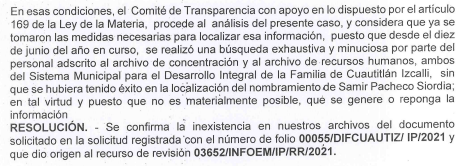 En esas condiciones, el Comité de Transparencia con apoyo en lo dispuesto por el artículo
169 de la Ley de la Materia, procede al análisis del presente caso, y considera que ya se
tomaron las medidas necesarias para localizar esa información, puesto que desde el diez
de junio del año en curso, se realizó una búsqueda exhaustiva y minuciosa por parte del
personal adscrito al archivo de concentración y al archivo de recursos humanos, ambos
del Sistema Municipal para el Desarrollo Integral de la Familia de Cuautitlán Izcalli, sin
que se hubiera tenido éxito en la localización del nombramiento de Samir Pacheco Siordia;
en tal virtud y puesto que no es materialmente posible, que se genere o reponga la
información
RESOLUCIÓN. - Se confirma la inexistencia en nuestros archivos del documento
solicitado en la solicitud registrada con el número de folio 00055/DIFCUAUTIZ/ IP/2021 y
que dio origen al recurso de revisión 03652/INFOEM/IP/RR/2021.